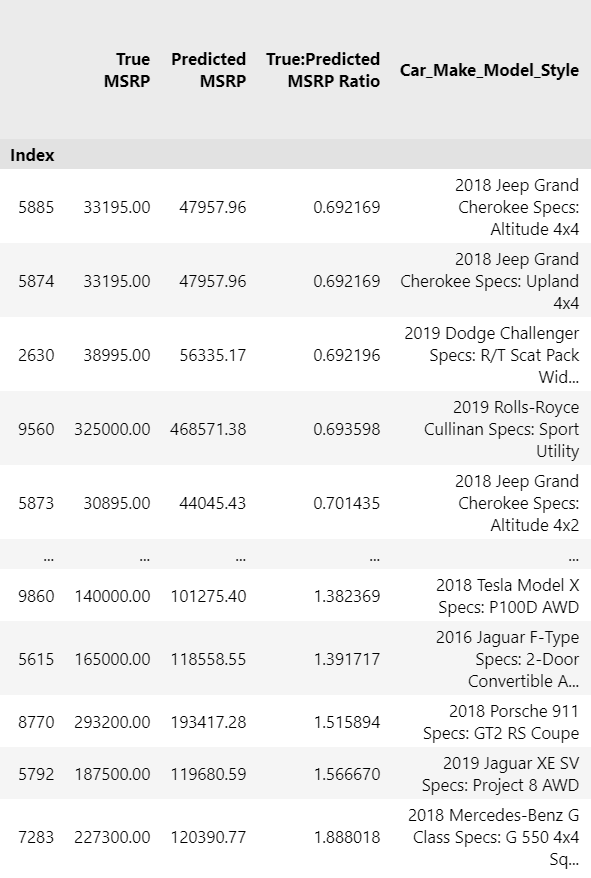 True MSRP Predicted MSRP True:Predicted MSRP Ratio Car_Make_Model_Style
Index
5885 33195.00 47957.96 0.692169 2018 Jeep Grand
Cherokee Specs:
Altitude 4x4
5874 33195.00 47957.96 0.692169 2018 Jeep Grand
Cherokee Specs: Upland
4x4
2630 38995.00 56335.17 0.692196 2019 Dodge Challenger
Specs: R/T Scat Pack
Wid...
9560 325000.00 468571.38 0.693598 2019 Rolls-Royce
Cullinan Specs: Sport
Utility
5873 30895.00 44045.43 0.701435 2018 Jeep Grand
Cherokee Specs:
Altitude 4x2
... ... ... ... ...
9860 140000.00 101275.40 1.382369 2018 Tesla Model X
Specs: P100D AWD
5615 165000.00 118558.55 1.391717 2016 Jaguar F-Type
Specs: 2-Door
Convertible A...
8770 293200.00 193417.28 1.515894 2018 Porsche 911
Specs: GT2 RS Coupe
5792 187500.00 119680.59 1.566670 2019 Jaguar XE SV
Specs: Project 8 AWD
7283 227300.00 120390.77 1.888018 2018 Mercedes-Benz G
Class Specs: G 550 4x4
Sq...